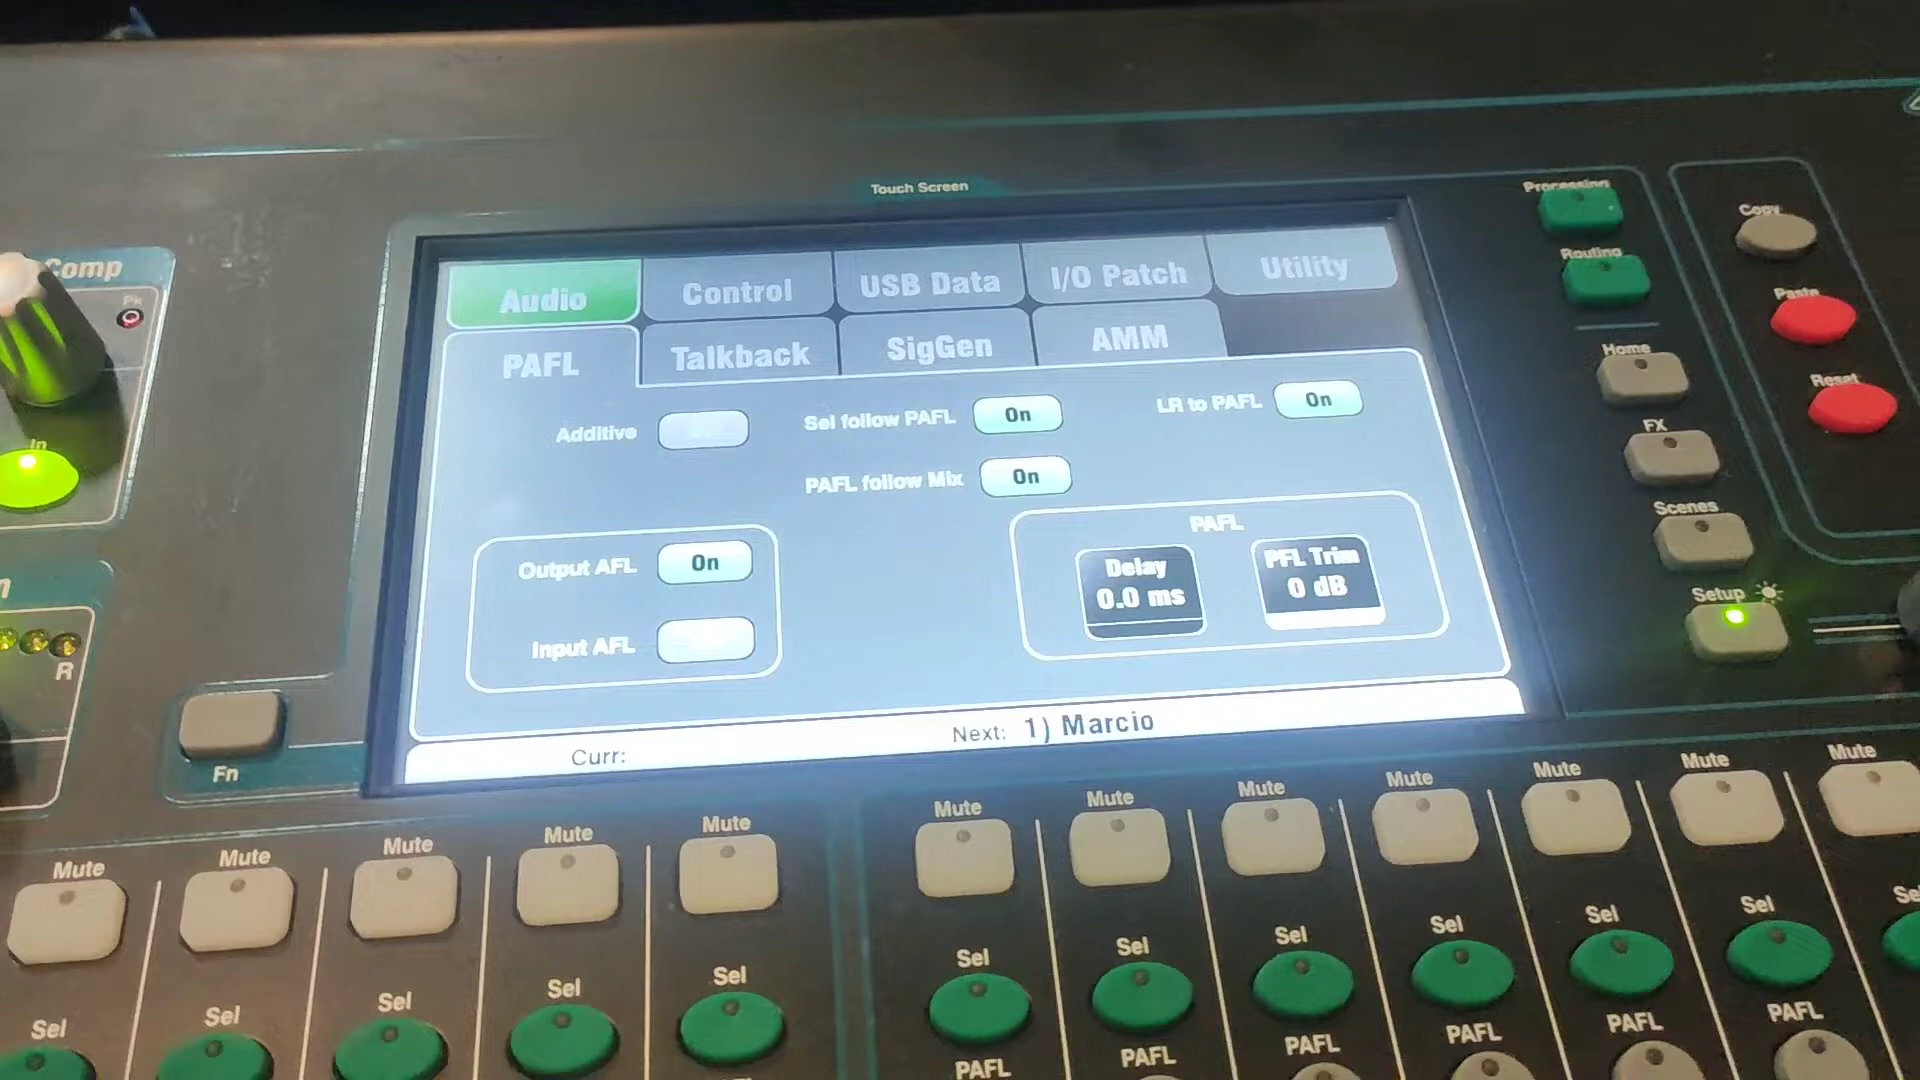 Touch Screen
Processing
Copy
Comp
Pk
Routing
Paste
Audio
Control
USB Data
I/O Patch
Utility
PAFL
Talkback
SigGen
AMM
Home
Reset
Additive
Sel follow PAFL
On
LR to PAFL
On
FX
In
PAFL follow Mix
On
Scenes
PAFL
Output AFL
On
Delay
0.0 ms
PFL Trim
0 dB
Setup
Input AFL
R
Curr:
Next: 1) Marcio
Fn
Mute
Mute
Mute
Mute
Mute
Mute
Mute
Mute
Mute
Mute
Mute
Mute
Sel
Sel
Sel
Sel
Sel
Sel
Sel
Sel
Sel
Sel
Sel
PAFL
PAFL
PAFL
PAFL
PAFL
PAFL